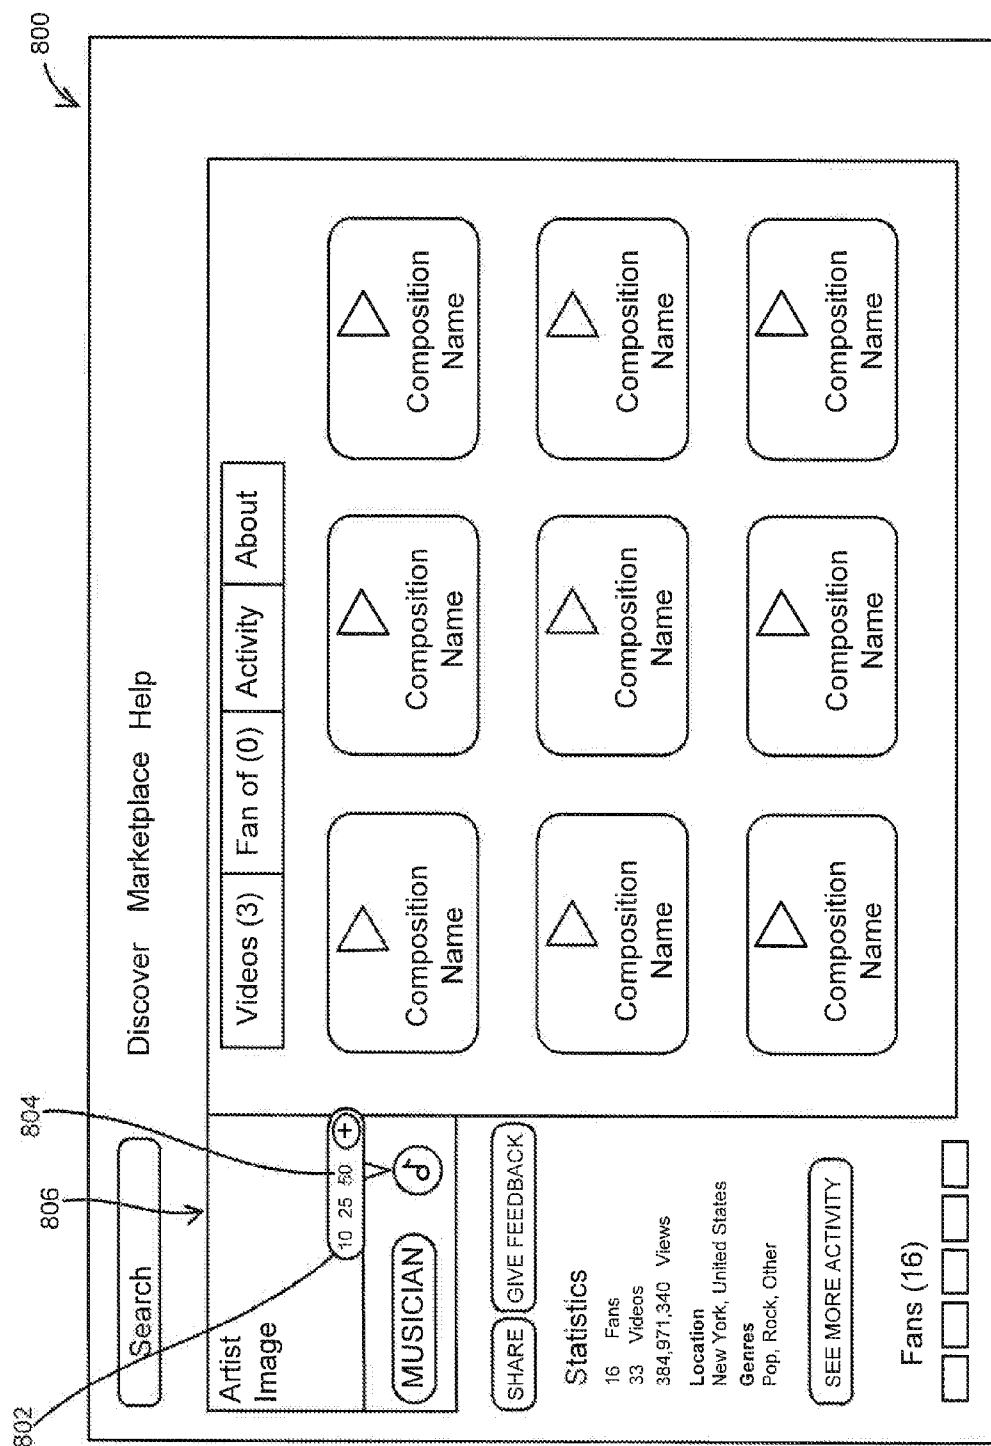 800
Search
Discover Marketplace Help
806
804
802
Artist
Image
10 25 50 +
MUSICIAN
SHARE
GIVE FEEDBACK
Statistics
16 Fans
33 Videos
384,971,340 Views
Location
New York, United States
Genres
Pop, Rock, Other
SEE MORE ACTIVITY
Fans (16)
Videos (3)
Fan of (0)
Activity
About
Composition
Name
Composition
Name
Composition
Name
Composition
Name
Composition
Name
Composition
Name
Composition
Name
Composition
Name
Composition
Name